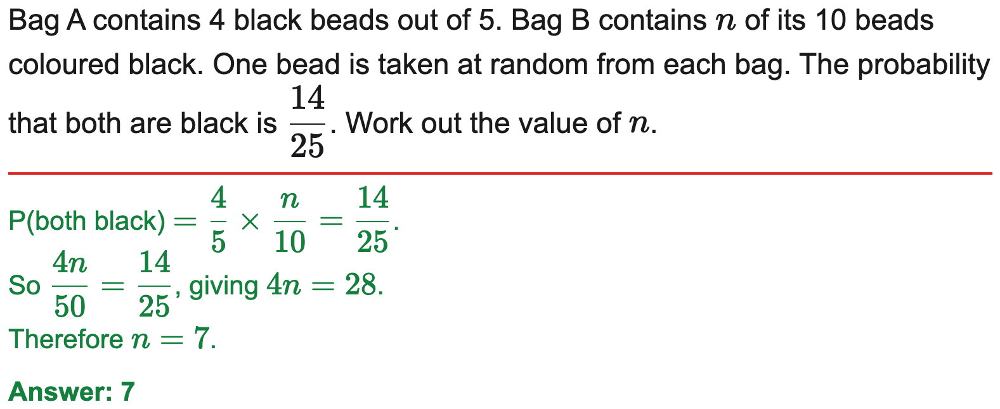 Bag A contains 4 black beads out of 5. Bag B contains n of its 10 beads
coloured black. One bead is taken at random from each bag. The probability
that both are black is 14/25. Work out the value of n.
P(both black) = 4/5 × n/10 = 14/25.
So 4n/50 = 14/25, giving 4n = 28.
Therefore n = 7.
Answer: 7